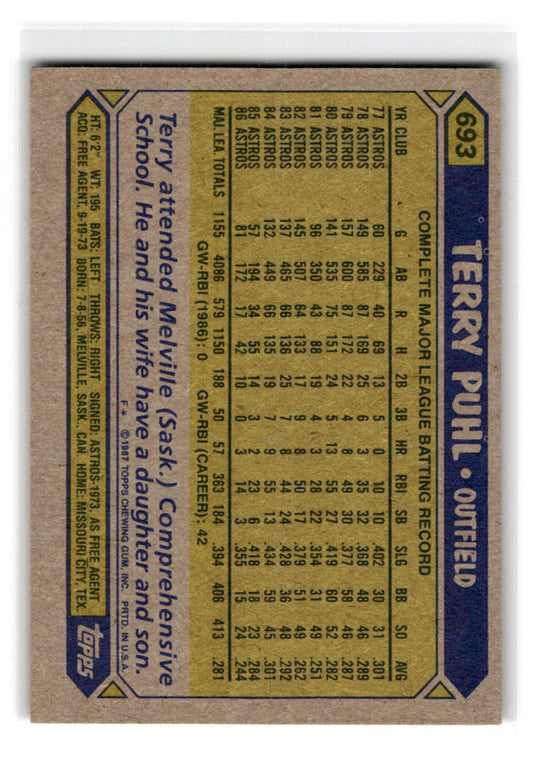 693 TERRY PUHL • OUTFIELD
COMPLETE MAJOR LEAGUE BATTING RECORD
YR CLUB G AB R H 2B 3B HR RBI SB SLG BB SO AVG
77 ASTROS 60 229 40 69 13 5 0 10 10 .402 30 31 .301
78 ASTROS 149 585 87 169 25 6 3 35 32 .368 48 46 .289
79 ASTROS 157 600 87 172 22 4 8 49 30 .377 58 46 .287
80 ASTROS 141 535 75 151 24 5 13 55 27 .419 60 52 .282
81 ASTROS 96 350 43 88 19 4 3 28 22 .354 31 49 .251
82 ASTROS 145 507 64 133 17 9 8 50 17 .379 51 49 .262
83 ASTROS 137 465 66 136 25 7 8 44 24 .428 36 48 .292
84 ASTROS 132 449 66 135 19 7 9 55 13 .434 59 45 .301
85 ASTROS 57 194 34 55 14 3 2 23 6 .418 18 23 .284
86 ASTROS 81 172 17 42 10 0 3 14 3 .355 15 24 .244
MAJ. LEA. TOTALS 1155 4086 579 1150 188 50 57 363 184 .394 406 413 .281
GW-RBI (1986): 0 GW-RBI (CAREER): 42
F* ©1987 TOPPS CHEWING GUM, INC. PRTD. IN U.S.A.
Terry attended Melville (Sask.) Comprehensive
School. He and his wife have a daughter and son.
HT: 6'2" WT: 195 BATS: LEFT THROWS: RIGHT SIGNED: ASTROS-1973, AS FREE AGENT
ACQ: FREE AGENT, 9-19-73 BORN: 7-8-56, MELVILLE, SASK., CAN. HOME: MISSOURI CITY, TEX.
TOPPS